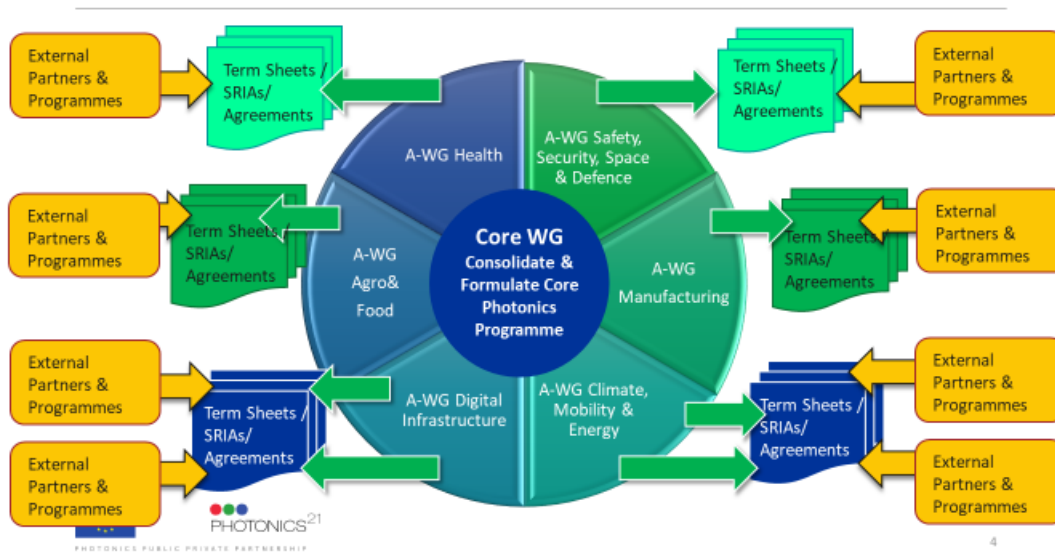 External
Partners &
Programmes
Term Sheets /
SRIAs/
Agreements
Term Sheets /
SRIAs/
Agreements
External
Partners &
Programmes
A-WG Health
A-WG Safety,
Security, Space
& Defence
External
Partners &
Programmes
Term Sheets /
SRIAs/
Agreements
A-WG
Agro&
Food
Core WG
Consolidate &
Formulate Core
Photonics
Programme
A-WG
Manufacturing
Term Sheets /
SRIAs/
Agreements
External
Partners &
Programmes
External
Partners &
Programmes
Term Sheets /
SRIAs/
Agreements
A-WG Digital
Infrastructure
A-WG Climate,
Mobility &
Energy
Term Sheets /
SRIAs/
Agreements
External
Partners &
Programmes
External
Partners &
Programmes
External
Partners &
Programmes
PHOTONICS²¹
PHOTONICS PUBLIC PRIVATE PARTNERSHIP
4